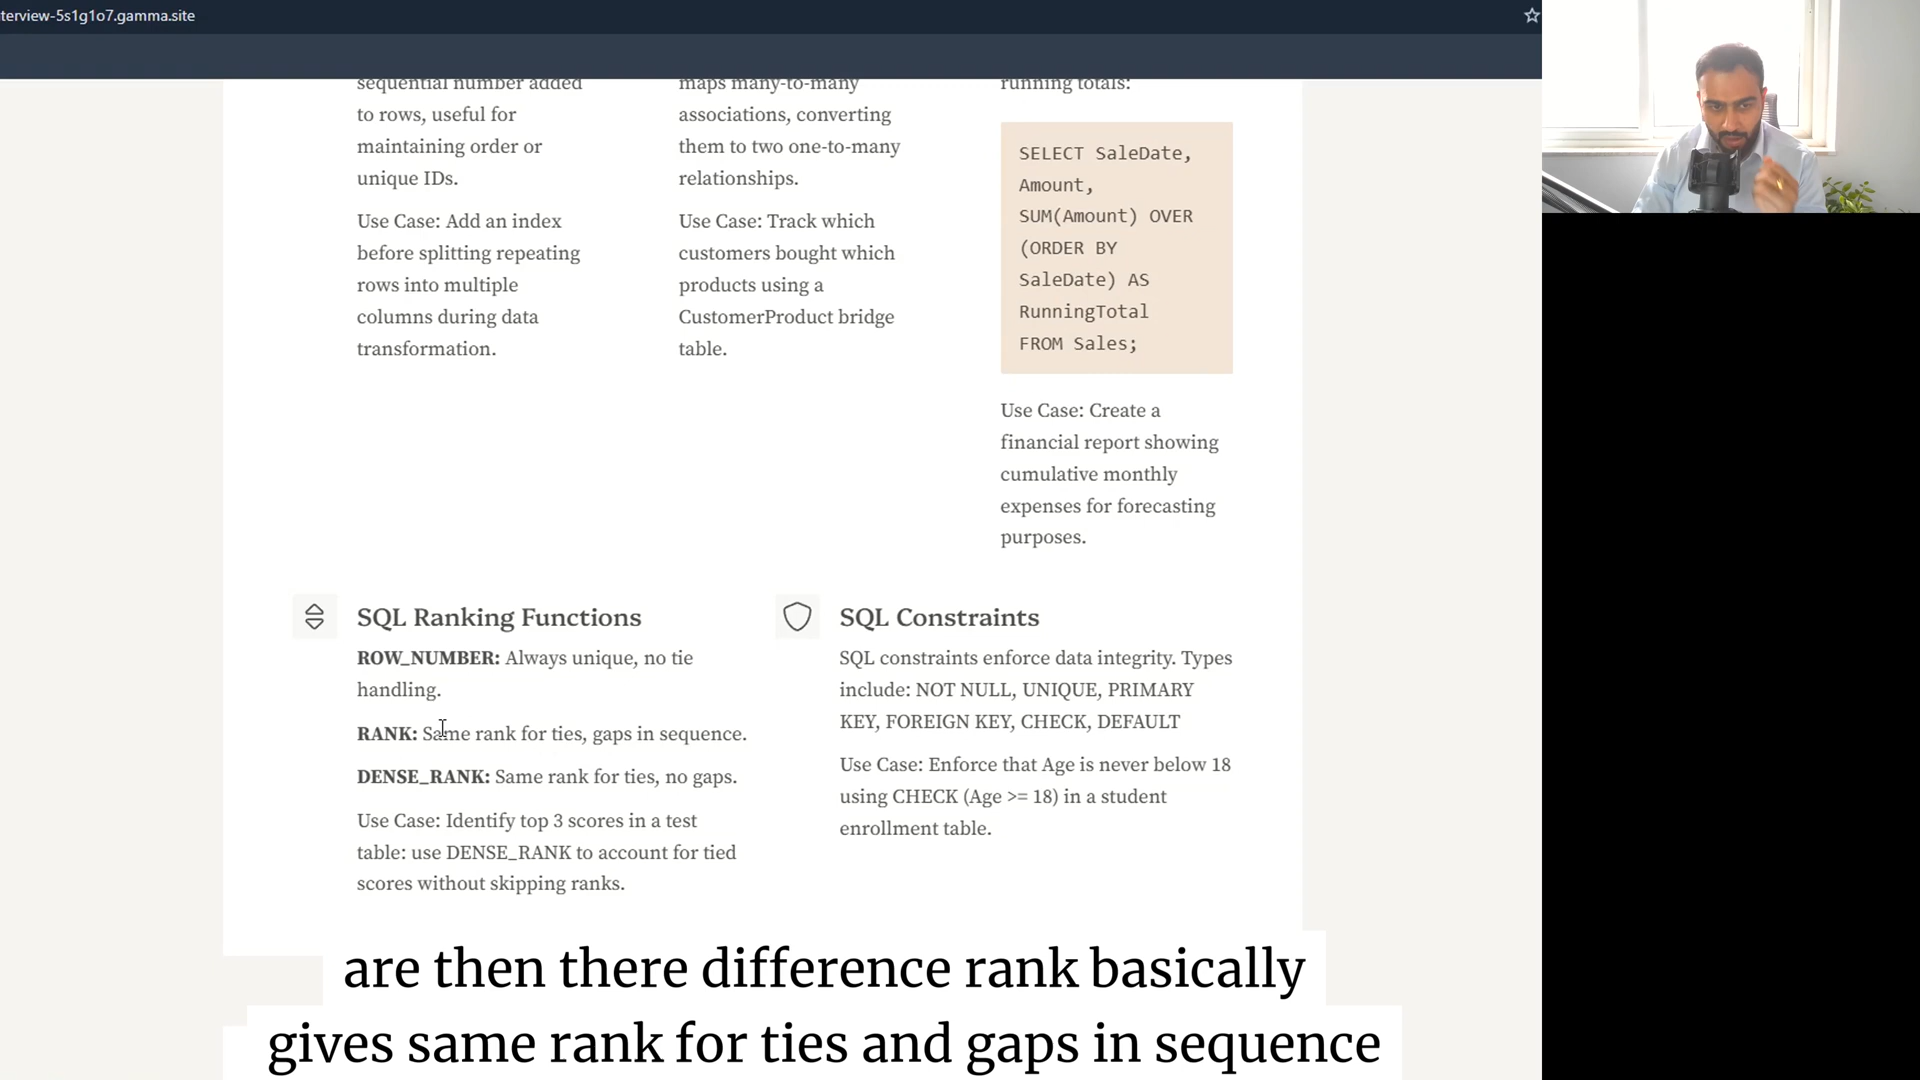 terview-5s1g1o7.gamma.site
sequential number added
to rows, useful for
maintaining order or
unique IDs.
Use Case: Add an index
before splitting repeating
rows into multiple
columns during data
transformation.
maps many-to-many
associations, converting
them to two one-to-many
relationships.
Use Case: Track which
customers bought which
products using a
CustomerProduct bridge
table.
running totals:
SELECT SaleDate,
Amount,
SUM(Amount) OVER
(ORDER BY
SaleDate) AS
RunningTotal
FROM Sales;
Use Case: Create a
financial report showing
cumulative monthly
expenses for forecasting
purposes.
SQL Ranking Functions
ROW_NUMBER: Always unique, no tie
handling.
RANK: Same rank for ties, gaps in sequence.
DENSE_RANK: Same rank for ties, no gaps.
Use Case: Identify top 3 scores in a test
table: use DENSE_RANK to account for tied
scores without skipping ranks.
SQL Constraints
SQL constraints enforce data integrity. Types
include: NOT NULL, UNIQUE, PRIMARY
KEY, FOREIGN KEY, CHECK, DEFAULT
Use Case: Enforce that Age is never below 18
using CHECK (Age >= 18) in a student
enrollment table.
are then there difference rank basically
gives same rank for ties and gaps in sequence